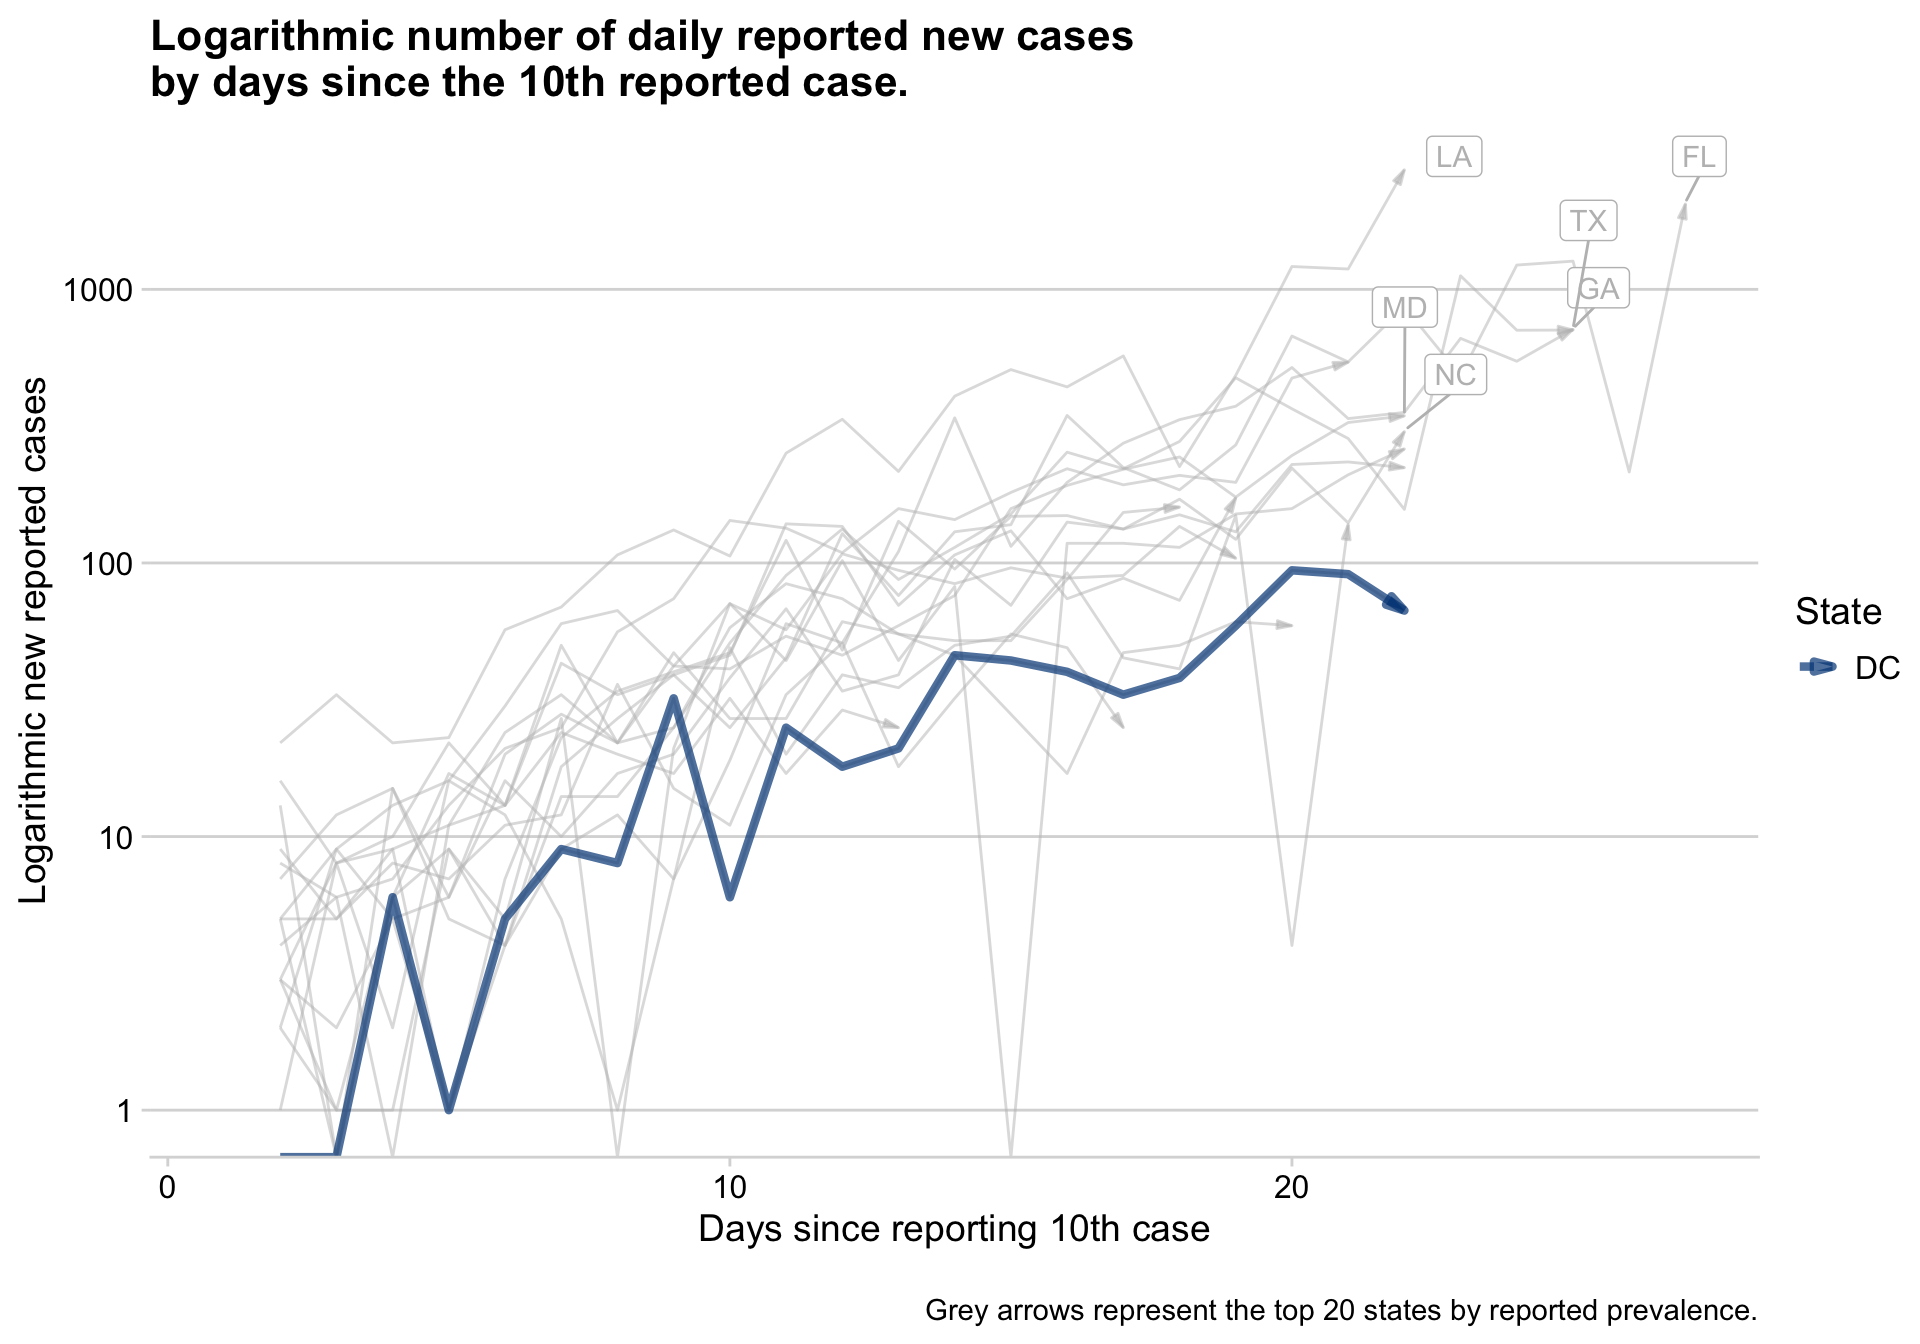 Logarithmic number of daily reported new cases
by days since the 10th reported case.
LA
FL
TX
GA
MD
NC
1000
100
10
1
Logarithmic new reported cases
State
DC
0
10
20
Days since reporting 10th case
Grey arrows represent the top 20 states by reported prevalence.